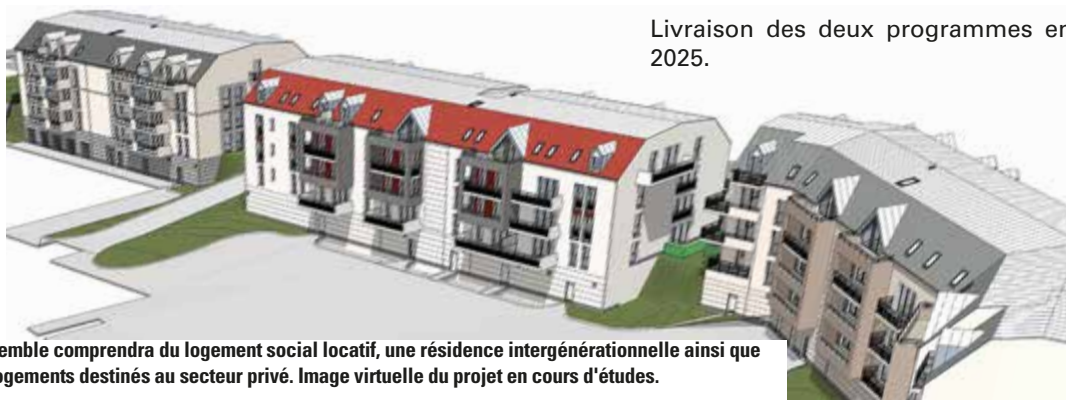 Livraison des deux programmes en
2025.
emble comprendra du logement social locatif, une résidence intergénérationnelle ainsi que
ogements destinés au secteur privé. Image virtuelle du projet en cours d'études.